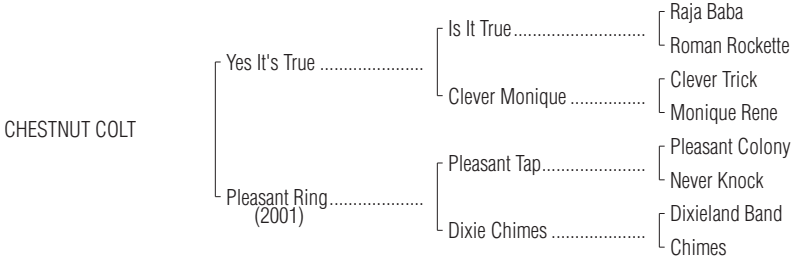 Raja Baba
Is It True............................
Roman Rockette
Yes It's True ......................
Clever Trick
Clever Monique ................
Monique Rene
CHESTNUT COLT
Pleasant Colony
Pleasant Tap......................
Never Knock
Pleasant Ring....................
(2001)
Dixieland Band
Dixie Chimes ....................
Chimes